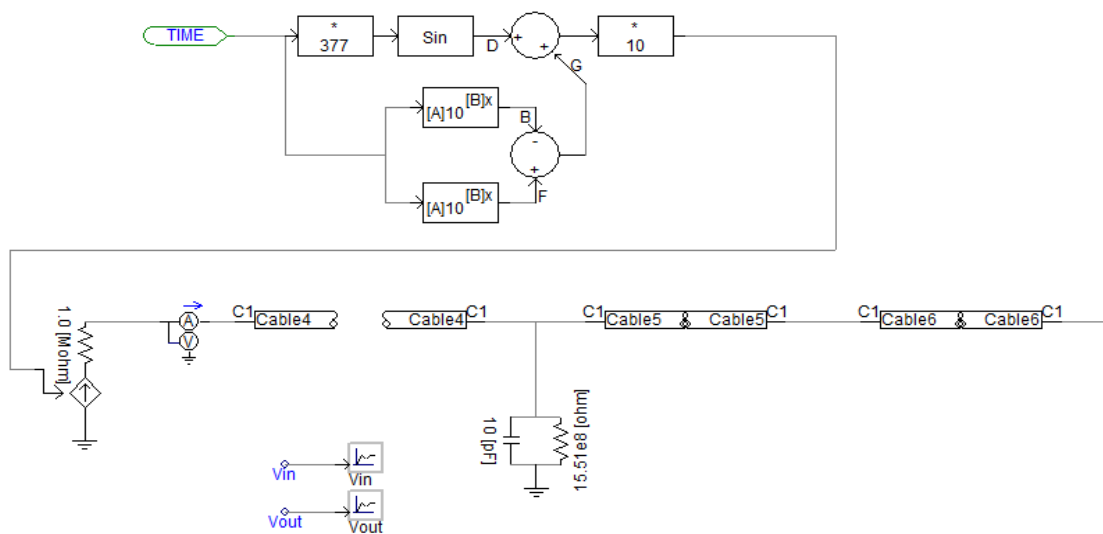 TIME
*
377
Sin
D
+
+
*
10
G
[A]10 [B]x
B
-
+
[A]10 [B]x
F
1.0 [Mohm]
A
V
C1
Cable4
Cable4
C1
C1
Cable5
Cable5
C1
C1
Cable6
Cable6
C1
10 [pF]
15.51e8 [ohm]
Vin
Vin
Vout
Vout